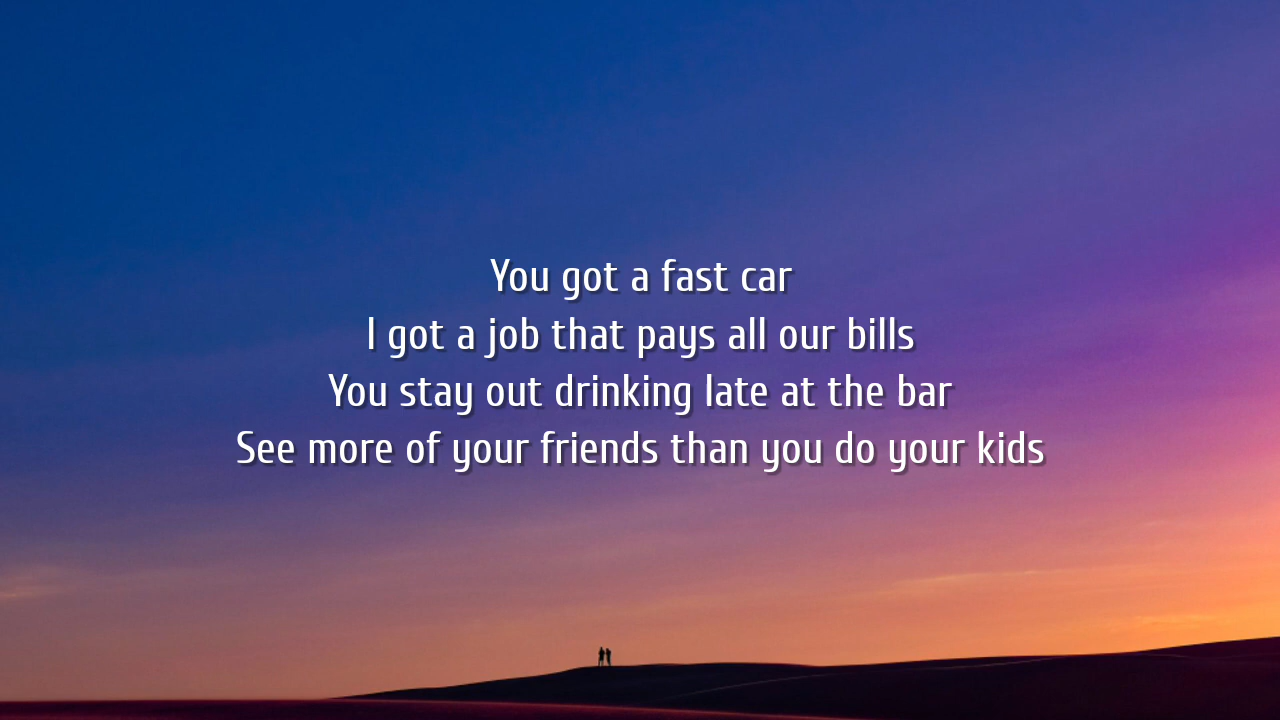 You got a fast car
I got a job that pays all our bills
You stay out drinking late at the bar
See more of your friends than you do your kids